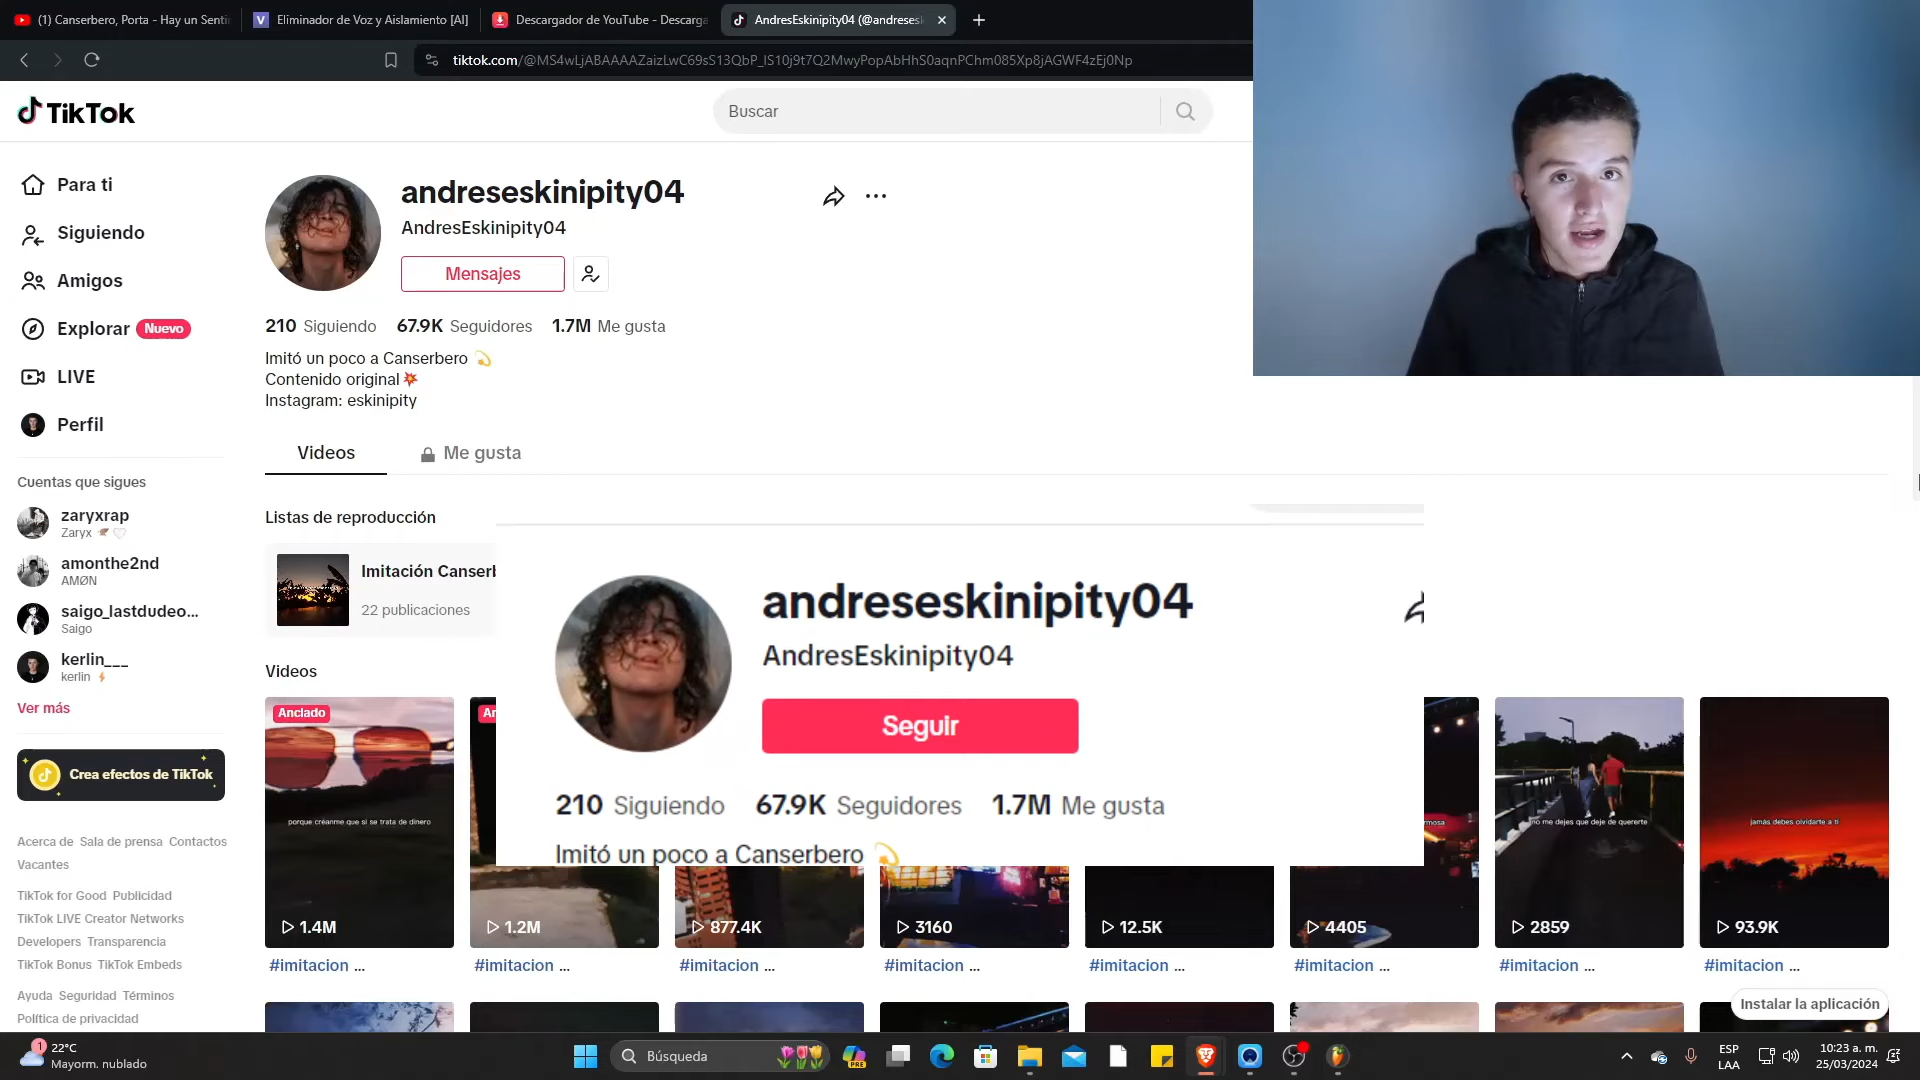 (1) Canserbero, Porta - Hay un Senti
Eliminador de Voz y Aislamiento [AI]
Descargador de YouTube - Descarga
AndresEskinipity04 (@andresesk
tiktok.com/@MS4wLjABAAAAZaizLwC69sS13QbP_IS10j9t7Q2MwyPopAbHhS0aqnPChm085Xp8jAGWF4zEj0Np
TikTok
Buscar
Para ti
Siguiendo
Amigos
Explorar Nuevo
LIVE
Perfil
Cuentas que sigues
zaryxrap
Zaryx
amonthe2nd
AMØN
saigo_lastdudeo...
Saigo
kerlin___
kerlin
Ver más
Crea efectos de TikTok
Acerca de Sala de prensa Contactos
Vacantes
TikTok for Good Publicidad
TikTok LIVE Creator Networks
Developers Transparencia
TikTok Bonus TikTok Embeds
Ayuda Seguridad Términos
Política de privacidad
andreseskinipity04
AndresEskinipity04
Mensajes
210 Siguiendo 67.9K Seguidores 1.7M Me gusta
Imitó un poco a Canserbero 💫
Contenido original💥
Instagram: eskinipity
Videos
Me gusta
Listas de reproducción
Imitación Canserb
22 publicaciones
Videos
andreseskinipity04
AndresEskinipity04
Seguir
210 Siguiendo 67.9K Seguidores 1.7M Me gusta
Imitó un poco a Canserbero 💫
Anclado
An
porque créanme que si se trata de dinero
rmosa
no me dejes que deje de quererte
jamás debes olvidarte a ti
1.4M
1.2M
877.4K
3160
12.5K
4405
2859
93.9K
#imitacion ...
#imitacion ...
#imitacion ...
#imitacion ...
#imitacion ...
#imitacion ...
#imitacion ...
#imitacion ...
Instalar la aplicación
1
22°C
Mayorm. nublado
Búsqueda
PRE
ESP
LAA
10:23 a. m.
25/03/2024